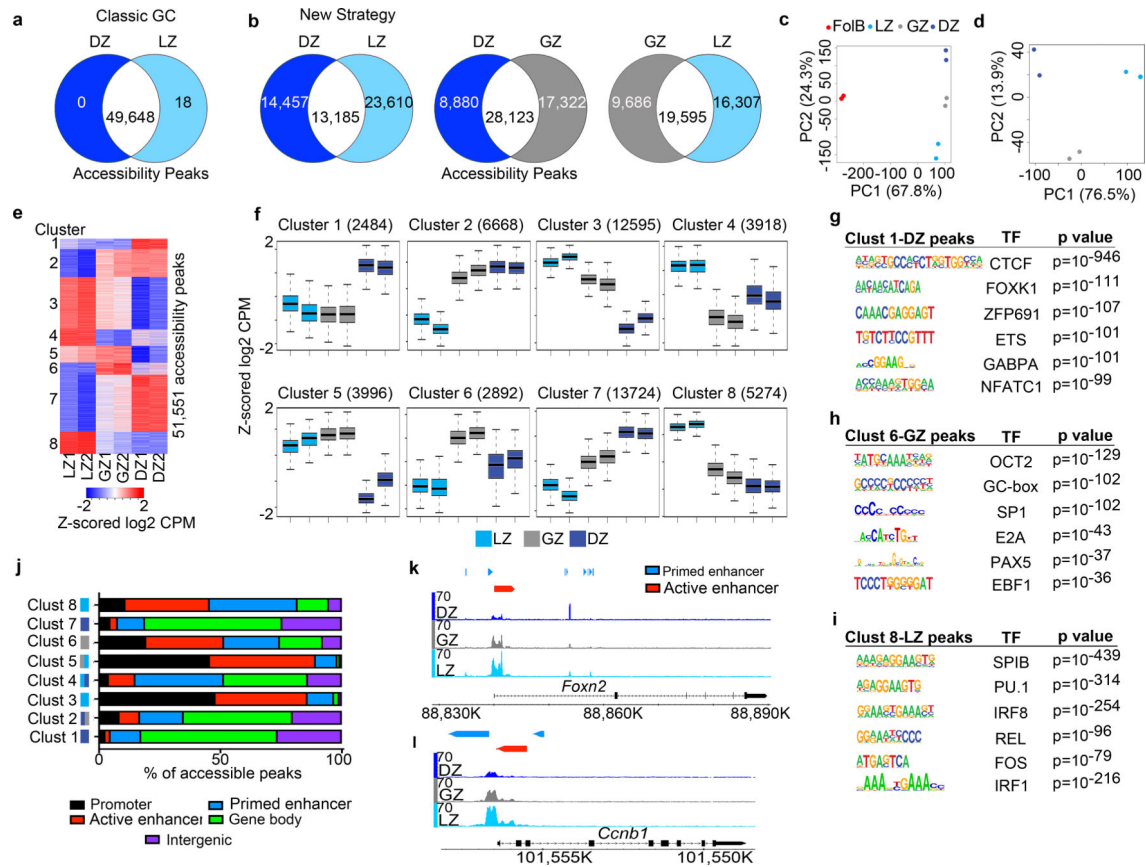 a
Classic GC
DZ LZ
0 49,648 18
Accessibility Peaks
b
New Strategy
DZ LZ
14,457 13,185 23,610
DZ GZ
8,880 28,123 17,322
GZ LZ
9,686 19,595 16,307
Accessibility Peaks
c
FolB LZ GZ DZ
PC2 (24.3%)
-150 -50 0 50 150
-200 -100 0 100
PC1 (67.8%)
d
PC2 (13.9%)
-40 0 40
-100 0 100
PC1 (76.5%)
e
Cluster
1
2
3
4
5
6
7
8
51,551 accessibility peaks
LZ1 LZ2 GZ1 GZ2 DZ1 DZ2
-2 0 2
Z-scored log2 CPM
f
Cluster 1 (2484) Cluster 2 (6668) Cluster 3 (12595) Cluster 4 (3918)
2
-2
Z-scored log2 CPM
Cluster 5 (3996) Cluster 6 (2892) Cluster 7 (13724) Cluster 8 (5274)
2
-2
LZ GZ DZ
g
Clust 1-DZ peaks TF p value
CTCF p=10-946
FOXK1 p=10-111
CAAACGAGGAGT ZFP691 p=10-107
ETS p=10-101
GABPA p=10-101
NFATC1 p=10-99
h
Clust 6-GZ peaks TF p value
OCT2 p=10-129
GC-box p=10-102
SP1 p=10-102
E2A p=10-43
PAX5 p=10-37
TCCCTGGGGGAT EBF1 p=10-36
i
Clust 8-LZ peaks TF p value
SPIB p=10-439
PU.1 p=10-314
IRF8 p=10-254
REL p=10-96
ATGAGTCA FOS p=10-79
IRF1 p=10-216
j
Clust 8
Clust 7
Clust 6
Clust 5
Clust 4
Clust 3
Clust 2
Clust 1
0 50 100
% of accessible peaks
Promoter Primed enhancer
Active enhancer Gene body
Intergenic
k
Primed enhancer
Active enhancer
70
DZ
70
GZ
70
LZ
Foxn2
88,830K 88,860K 88,890K
l
70
DZ
70
GZ
70
LZ
Ccnb1
101,555K 101,550K